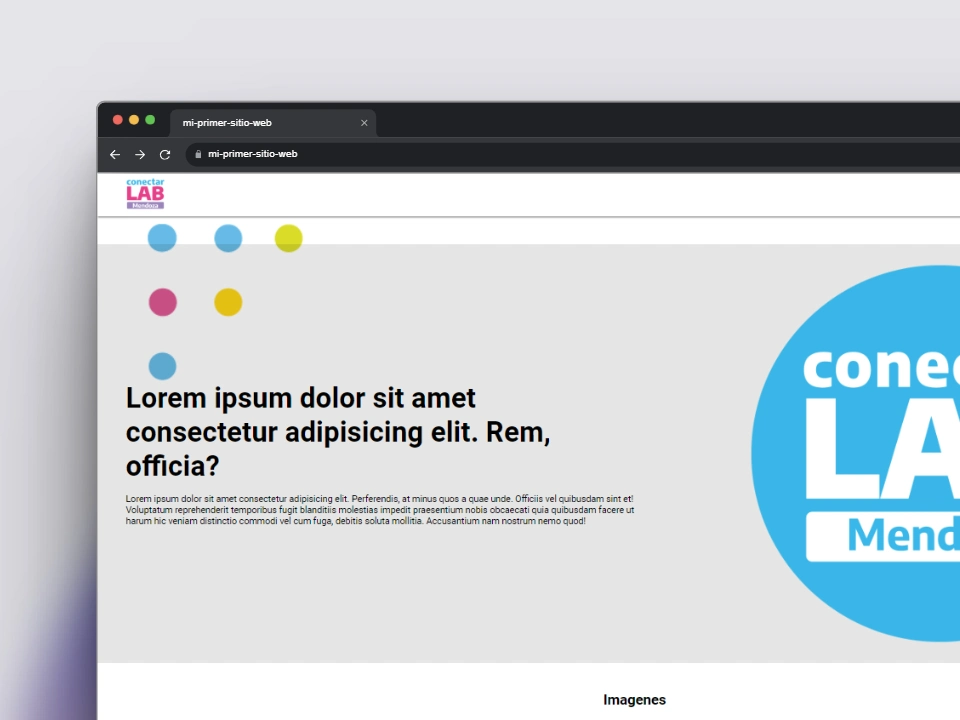 mi-primer-sitio-web
mi-primer-sitio-web
conectar
LAB
Mendoza
Lorem ipsum dolor sit amet
consectetur adipisicing elit. Rem,
officia?
Lorem ipsum dolor sit amet consectetur adipisicing elit. Perferendis, at minus quos a quae unde. Officiis vel quibusdam sint et!
Voluptatum reprehenderit temporibus fugit blanditiis molestias impedit praesentium nobis obcaecati quia quibusdam facere ut
harum hic veniam distinctio commodi vel cum fuga, debitis soluta mollitia. Accusantium nam nostrum nemo quod!
conec
LA
Mend
Imagenes